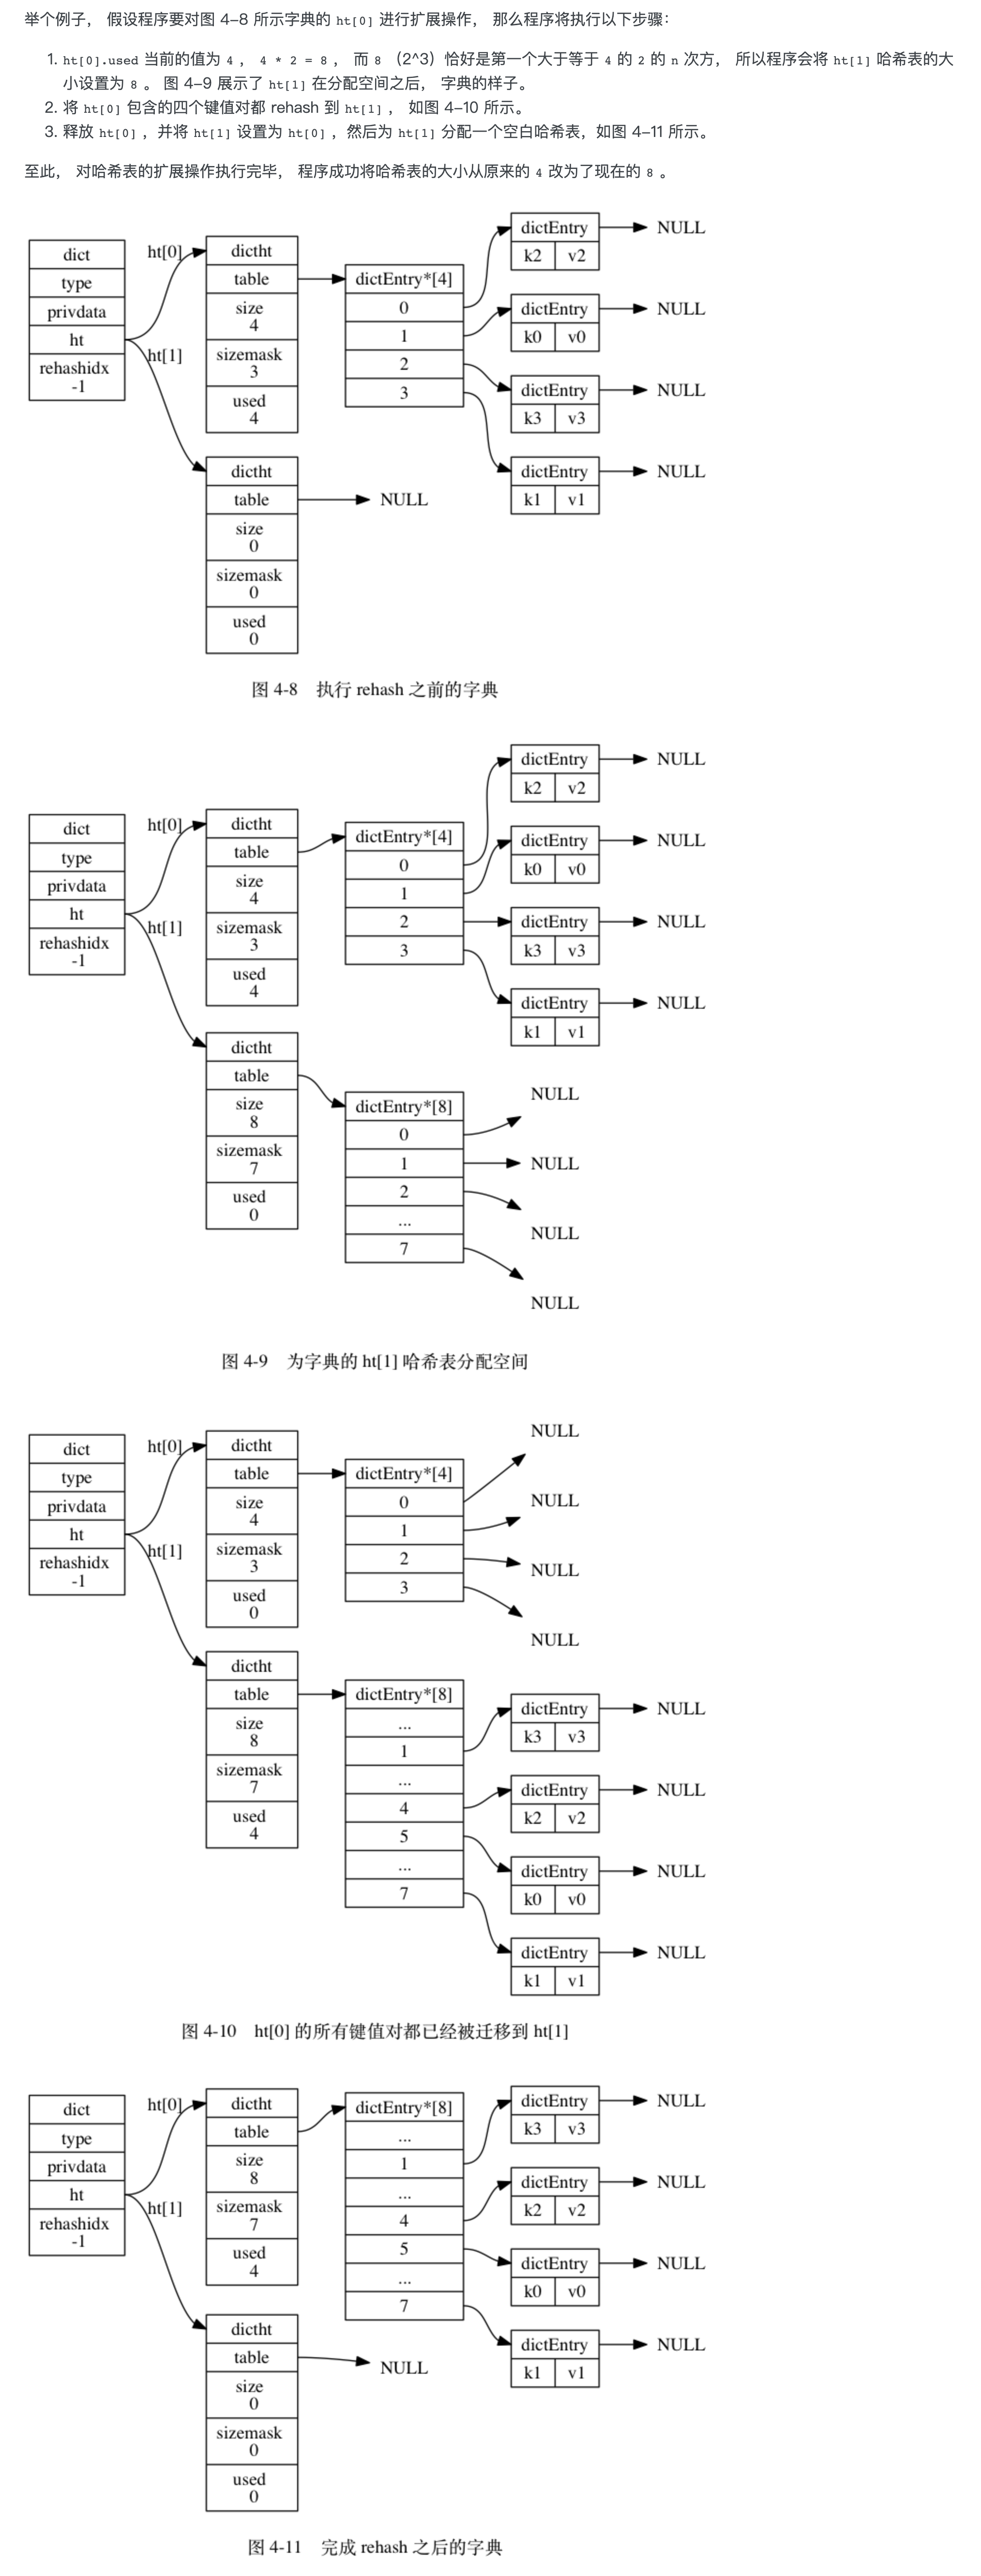 举个例子， 假设程序要对图 4–8 所示字典的 ht[0] 进行扩展操作， 那么程序将执行以下步骤：
1. ht[0].used 当前的值为 4 ， 4 * 2 = 8 ， 而 8 （2^3）恰好是第一个大于等于 4 的 2 的 n 次方， 所以程序会将 ht[1] 哈希表的大
小设置为 8 。 图 4–9 展示了 ht[1] 在分配空间之后， 字典的样子。
2. 将 ht[0] 包含的四个键值对都 rehash 到 ht[1] ， 如图 4–10 所示。
3. 释放 ht[0] ，并将 ht[1] 设置为 ht[0] ，然后为 ht[1] 分配一个空白哈希表，如图 4–11 所示。
至此， 对哈希表的扩展操作执行完毕， 程序成功将哈希表的大小从原来的 4 改为了现在的 8 。
dict
type
privdata
ht
rehashidx
-1
ht[0]
ht[1]
dictht
table
size
4
sizemask
3
used
4
dictEntry*[4]
0
1
2
3
dictEntry
k2 v2
NULL
dictEntry
k0 v0
NULL
dictEntry
k3 v3
NULL
dictEntry
k1 v1
NULL
dictht
table
NULL
size
0
sizemask
0
used
0
图 4-8 执行 rehash 之前的字典
dict
type
privdata
ht
rehashidx
-1
ht[0]
ht[1]
dictht
table
size
4
sizemask
3
used
4
dictEntry*[4]
0
1
2
3
dictEntry
k2 v2
NULL
dictEntry
k0 v0
NULL
dictEntry
k3 v3
NULL
dictEntry
k1 v1
NULL
dictht
table
size
8
sizemask
7
used
0
dictEntry*[8]
0
1
2
...
7
NULL
NULL
NULL
NULL
图 4-9 为字典的 ht[1] 哈希表分配空间
dict
type
privdata
ht
rehashidx
-1
ht[0]
ht[1]
dictht
table
size
4
sizemask
3
used
0
dictEntry*[4]
0
1
2
3
NULL
NULL
NULL
NULL
dictht
table
size
8
sizemask
7
used
4
dictEntry*[8]
...
1
...
4
5
...
7
dictEntry
k3 v3
NULL
dictEntry
k2 v2
NULL
dictEntry
k0 v0
NULL
dictEntry
k1 v1
NULL
图 4-10 ht[0] 的所有键值对都已经被迁移到 ht[1]
dict
type
privdata
ht
rehashidx
-1
ht[0]
ht[1]
dictht
table
size
8
sizemask
7
used
4
dictEntry*[8]
...
1
...
4
5
...
7
dictEntry
k3 v3
NULL
dictEntry
k2 v2
NULL
dictEntry
k0 v0
NULL
dictEntry
k1 v1
NULL
dictht
table
NULL
size
0
sizemask
0
used
0
图 4-11 完成 rehash 之后的字典